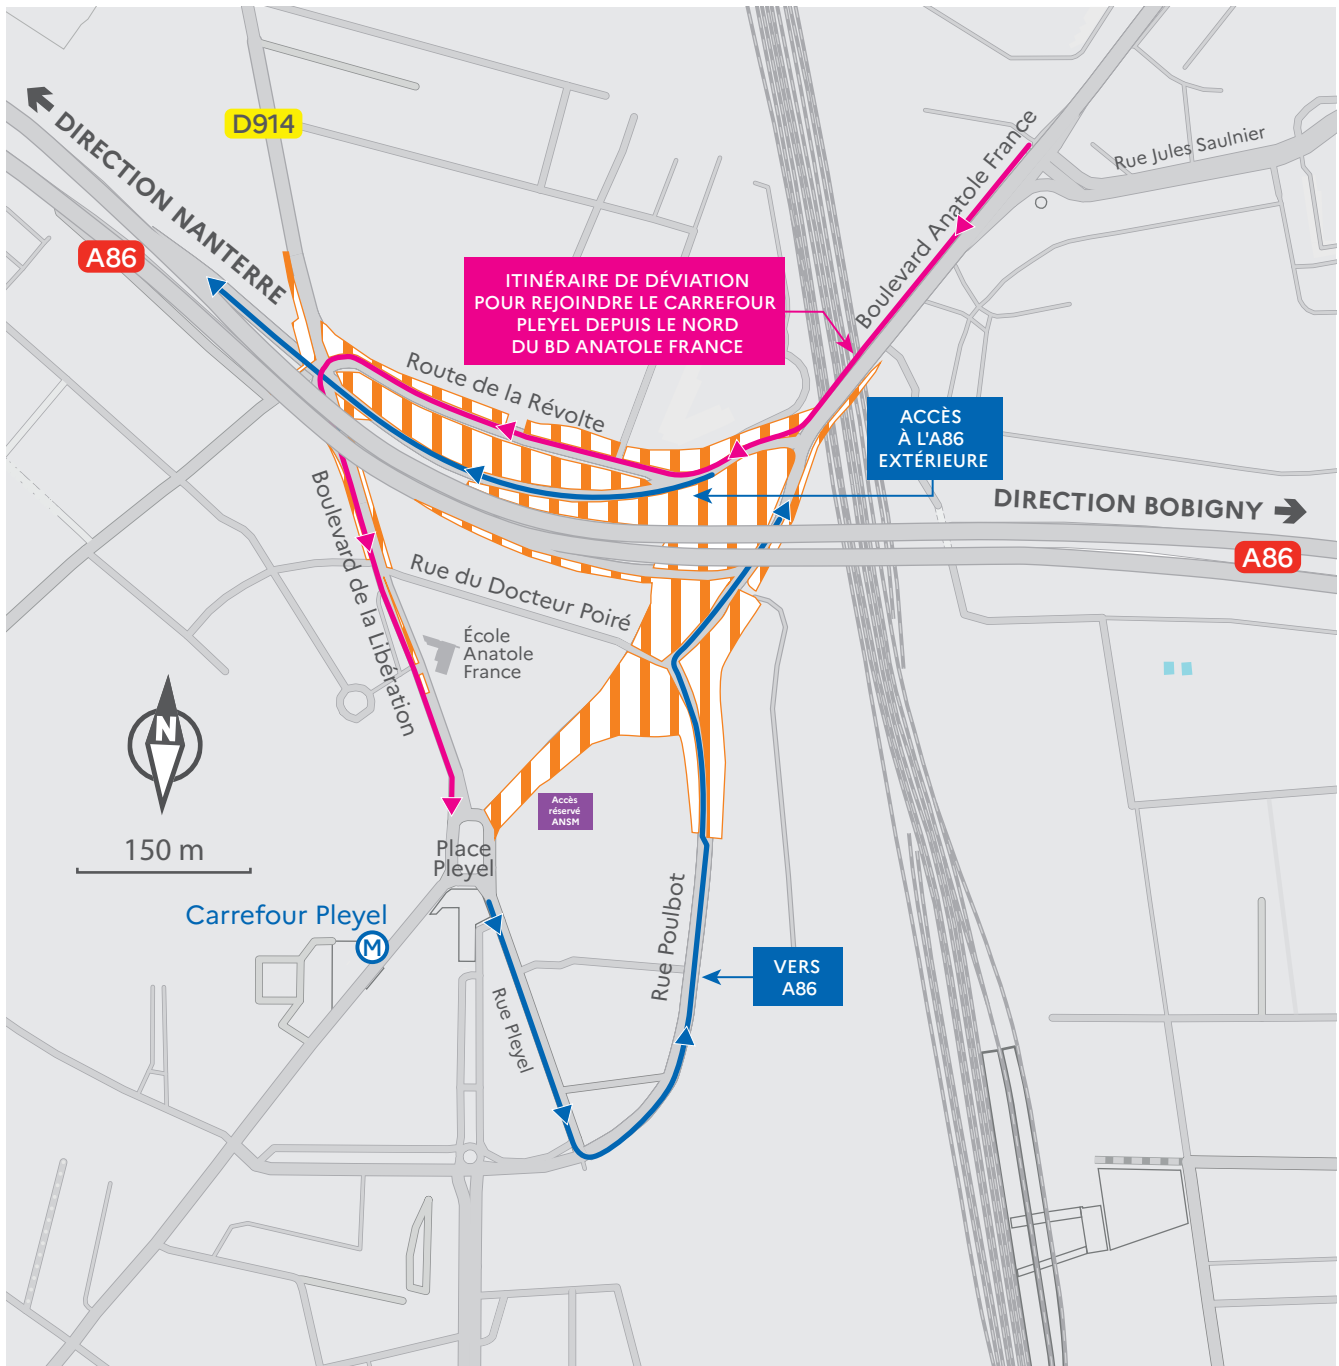 D914
DIRECTION NANTERRE
A86
Boulevard Anatole France
Rue Jules Saulnier
ITINÉRAIRE DE DÉVIATION
POUR REJOINDRE LE CARREFOUR
PLEYEL DEPUIS LE NORD
DU BD ANATOLE FRANCE
Route de la Révolte
ACCÈS
À L'A86
EXTÉRIEURE
DIRECTION BOBIGNY
A86
Boulevard de la Libération
Rue du Docteur Poiré
École
Anatole
France
N
150 m
Accès
réservé
ANSM
Place
Pleyel
Carrefour Pleyel
M
Rue Poulbot
VERS
A86
Rue Pleyel